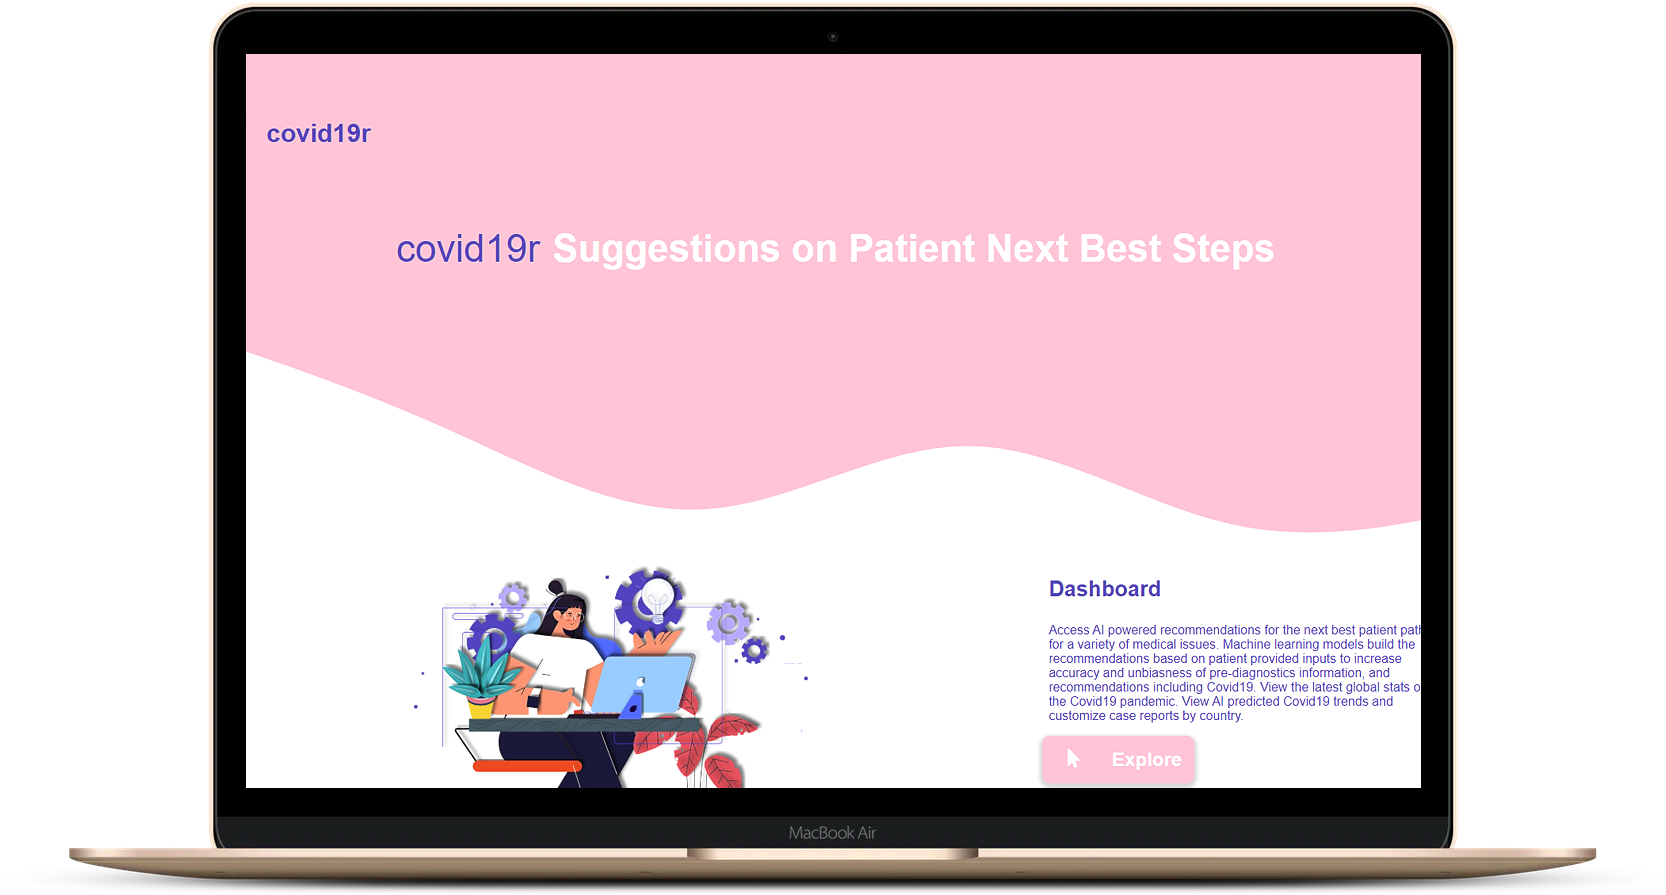 covid19r
covid19r Suggestions on Patient Next Best Steps
Dashboard
Access AI powered recommendations for the next best patient path
for a variety of medical issues. Machine learning models build the
recommendations based on patient provided inputs to increase
accuracy and unbiasness of pre-diagnostics information, and
recommendations including Covid19. View the latest global stats o
the Covid19 pandemic. View AI predicted Covid19 trends and
customize case reports by country.
Explore
MacBook Air